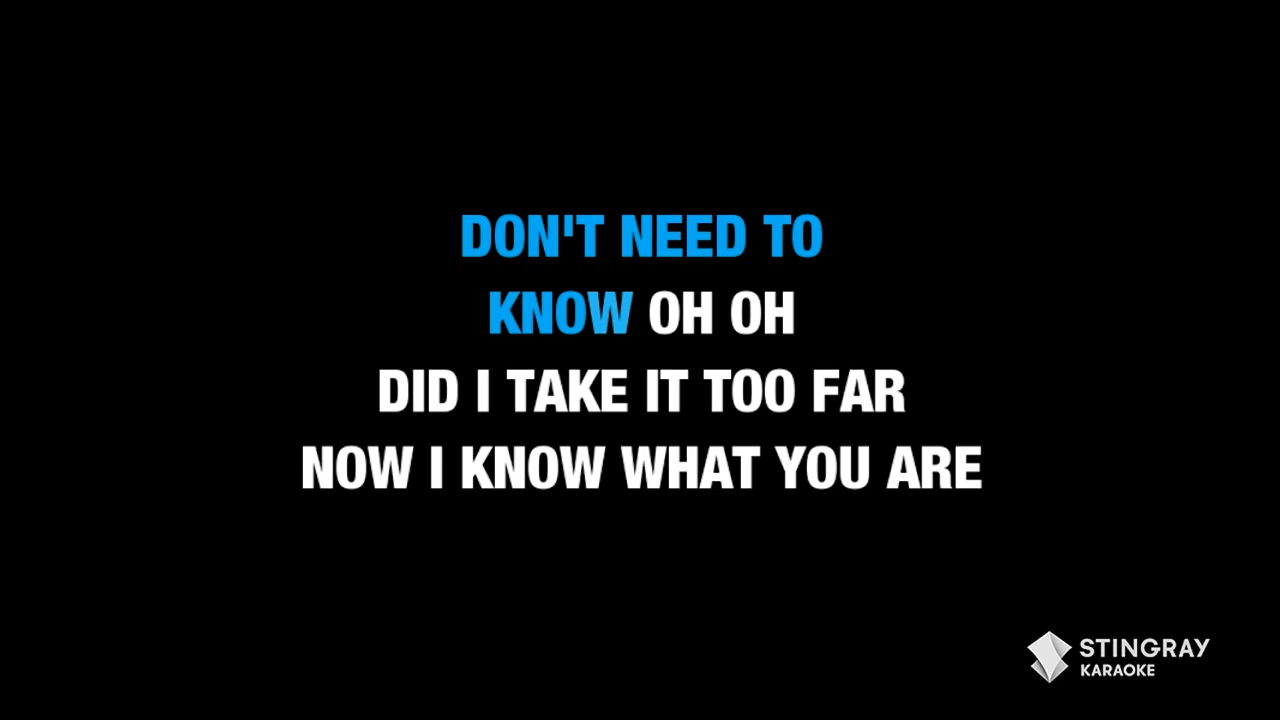 DON'T NEED TO
KNOW OH OH
DID I TAKE IT TOO FAR
NOW I KNOW WHAT YOU ARE
STINGRAY
KARAOKE